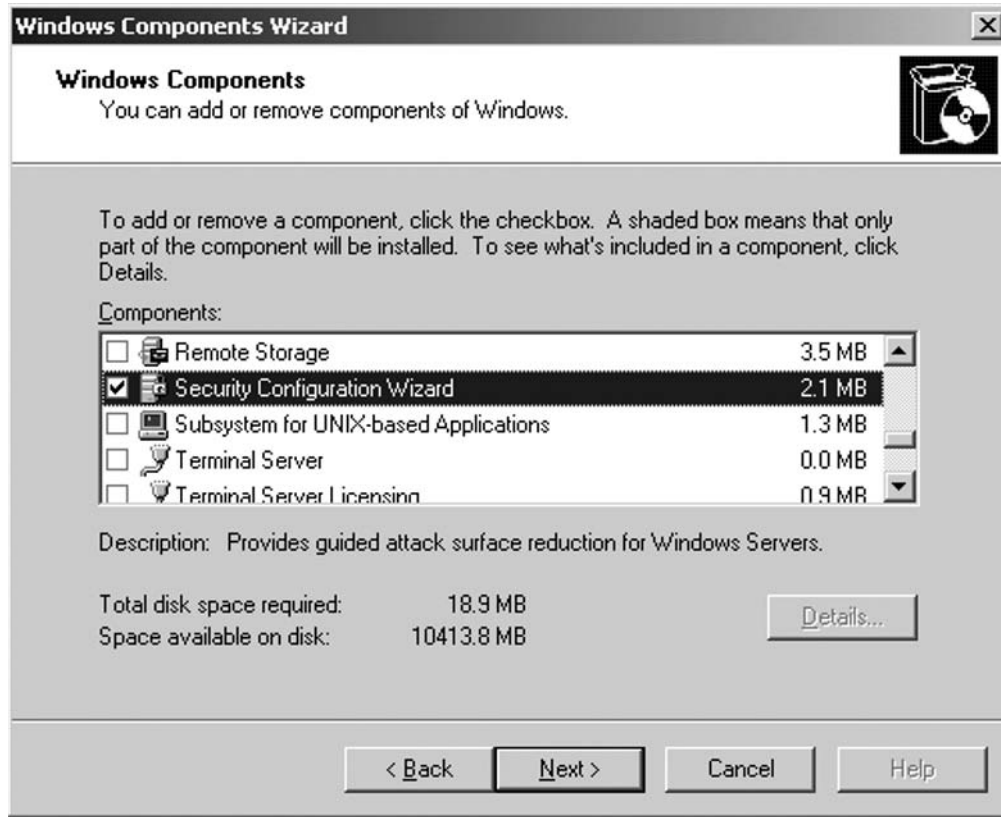 Windows Components Wizard
Windows Components
You can add or remove components of Windows.
To add or remove a component, click the checkbox. A shaded box means that only
part of the component will be installed. To see what's included in a component, click
Details.
Components:
Remote Storage 3.5 MB
Security Configuration Wizard 2.1 MB
Subsystem for UNIX-based Applications 1.3 MB
Terminal Server 0.0 MB
Terminal Server Licensing 0.9 MB
Description: Provides guided attack surface reduction for Windows Servers.
Total disk space required: 18.9 MB
Space available on disk: 10413.8 MB
Details...
< Back Next > Cancel Help